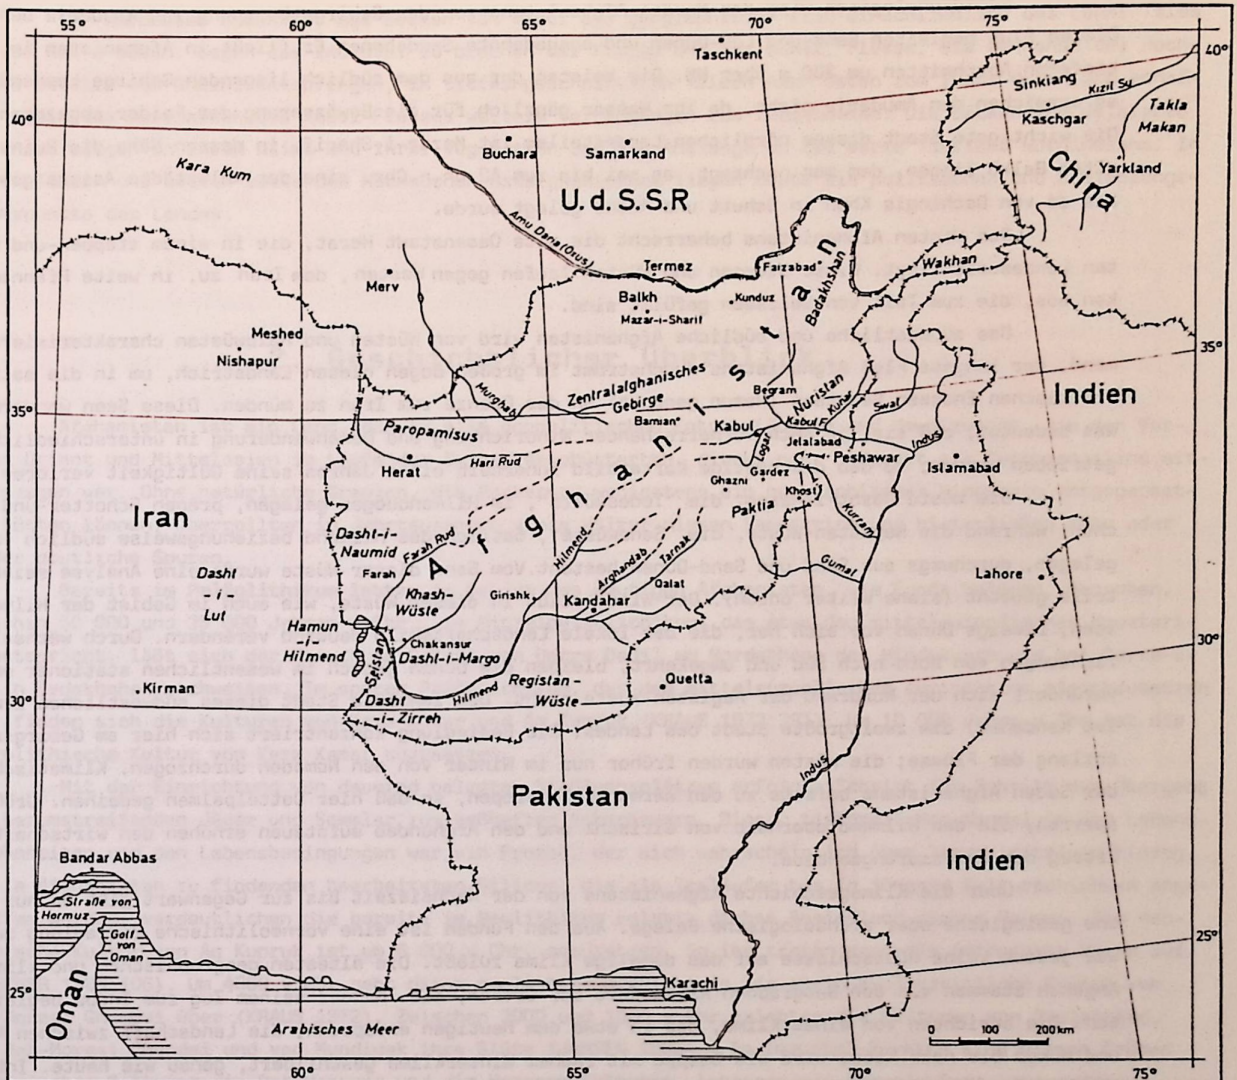 55°
60°
65°
70°
75°
40°
Taschkent
Sinkiang
Kizil Su
Kaschgar
Takla
Makan
40°
Buchara
Samarkand
Yarkland
China
Kara Kum
U.d.S.S.R
Amu Darja (Oxus)
Termez
Faizabad
Badakhshan
Wakhan
Merv
Balkh
Mazar-i-
Kunduz
Meshed
Nishapur
35°
Murghab
Zentralafghanisches
Gebirge
Begram
Nuristan
Indien
35°
Bamian
Kabul
Kabul F.
Kunar
Swat
Indus
Paropamisus
Herat
Hari Rud
Logar
Jelalabad
Peshawar
Islamabad
Gardez
Ghazni
Khost
Paktia
Kurram
Iran
Afghanistan
Dasht-i-
Naumid
Farah Rud
Farah
Hilmend
Arghandab
Tarnak
Gumal
Lahore
Dasht
-i-
Lut
Khash-
Wüste
Girishk
Qalat
Kandahar
Hamun
Hilmend
Segistan
Chakansur
Dasht-i-Margo
30°
Kirman
Registan-
Wüste
Quetta
30°
Dasht
-i-Zirreh
Hilmend
Indus
Pakistan
Bandar Abbas
Indien
Straße von
Hormuz
Golf
von
Oman
25°
25°
Karachi
Oman
Arabisches Meer
0 100 200km
60°
65°
70°
75°